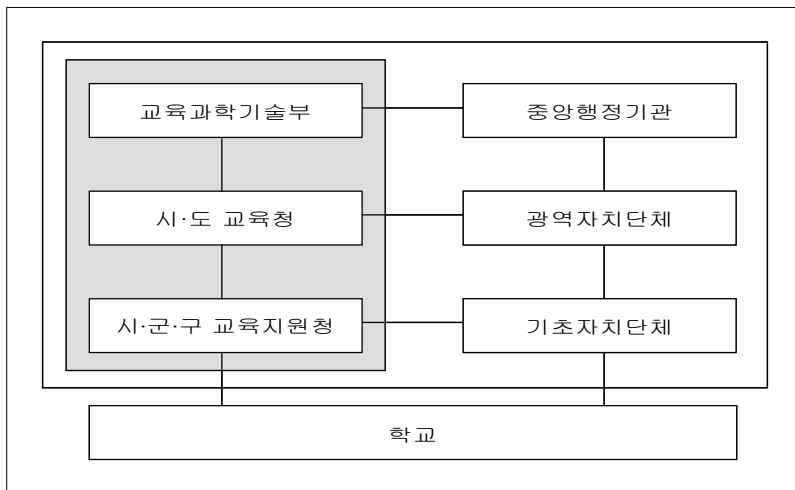 교육과학기술부
중앙행정기관
시·도 교육청
광역자치단체
시·군·구 교육지원청
기초자치단체
학교